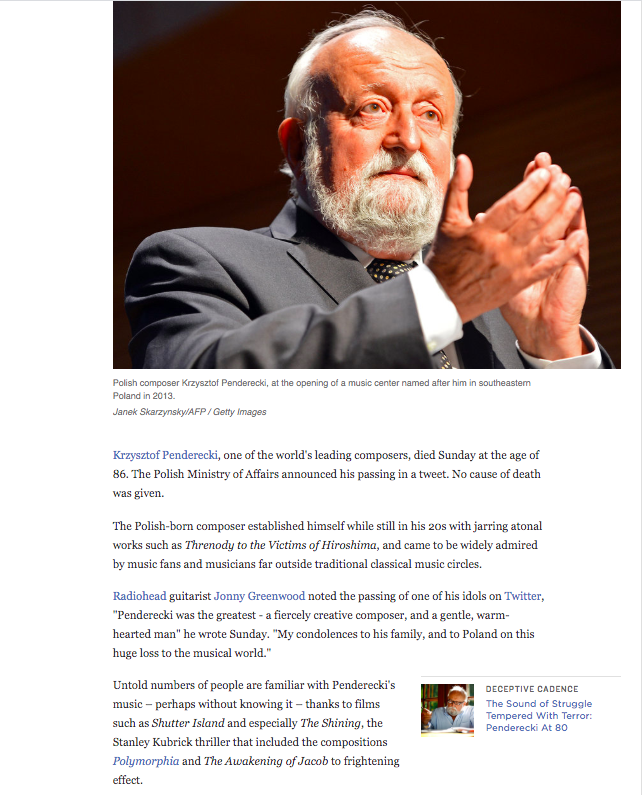 Polish composer Krzysztof Penderecki, at the opening of a music center named after him in southeastern
Poland in 2013.
Janek Skarzynsky/AFP / Getty Images
Krzysztof Penderecki, one of the world's leading composers, died Sunday at the age of
86. The Polish Ministry of Affairs announced his passing in a tweet. No cause of death
was given.
The Polish-born composer established himself while still in his 20s with jarring atonal
works such as Threnody to the Victims of Hiroshima, and came to be widely admired
by music fans and musicians far outside traditional classical music circles.
Radiohead guitarist Jonny Greenwood noted the passing of one of his idols on Twitter,
"Penderecki was the greatest - a fiercely creative composer, and a gentle, warm-
hearted man" he wrote Sunday. "My condolences to his family, and to Poland on this
huge loss to the musical world."
Untold numbers of people are familiar with Penderecki's
music – perhaps without knowing it – thanks to films
such as Shutter Island and especially The Shining, the
Stanley Kubrick thriller that included the compositions
Polymorphia and The Awakening of Jacob to frightening
effect.
DECEPTIVE CADENCE
The Sound of Struggle
Tempered With Terror:
Penderecki At 80